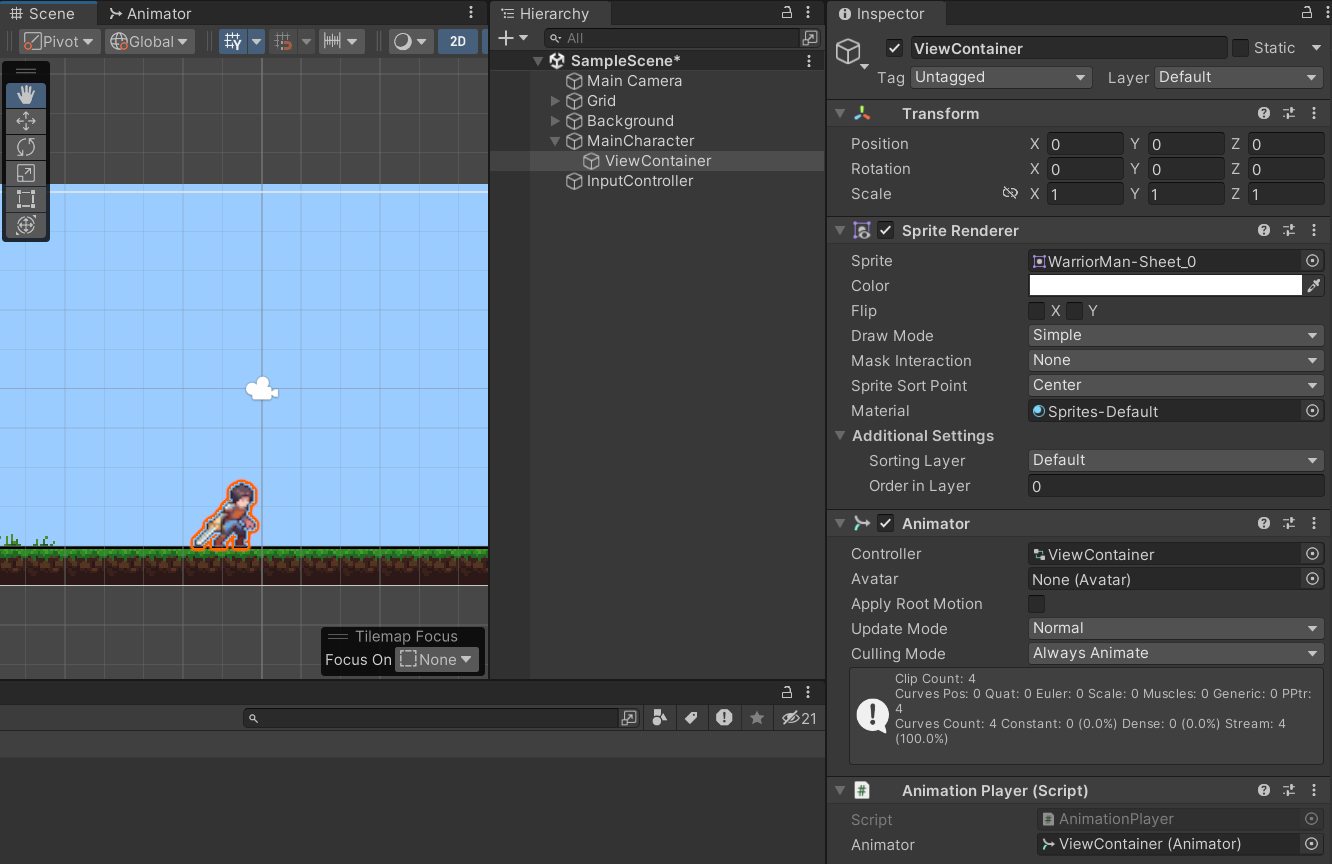 Scene
Animator
Pivot
Global
2D
Tilemap Focus
Focus On
None
21
Hierarchy
All
SampleScene*
Main Camera
Grid
Background
MainCharacter
ViewContainer
InputController
Inspector
ViewContainer
Static
Tag
Untagged
Layer
Default
Transform
Position X 0 Y 0 Z 0
Rotation X 0 Y 0 Z 0
Scale X 1 Y 1 Z 1
Sprite Renderer
Sprite WarriorMan-Sheet_0
Color
Flip X Y
Draw Mode Simple
Mask Interaction None
Sprite Sort Point Center
Material Sprites-Default
Additional Settings
Sorting Layer Default
Order in Layer 0
Animator
Controller ViewContainer
Avatar None (Avatar)
Apply Root Motion
Update Mode Normal
Culling Mode Always Animate
Clip Count: 4
Curves Pos: 0 Quat: 0 Euler: 0 Scale: 0 Muscles: 0 Generic: 0 PPtr:
4
Curves Count: 4 Constant: 0 (0.0%) Dense: 0 (0.0%) Stream: 4
(100.0%)
Animation Player (Script)
Script AnimationPlayer
Animator ViewContainer (Animator)